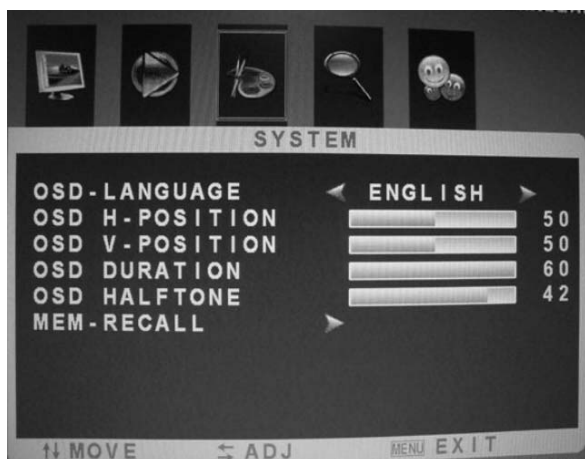 SYSTEM
OSD-LANGUAGE ENGLISH
OSD H-POSITION 50
OSD V-POSITION 50
OSD DURATION 60
OSD HALFTONE 42
MEM-RECALL
↑↓ MOVE ⇆ ADJ MENU EXIT